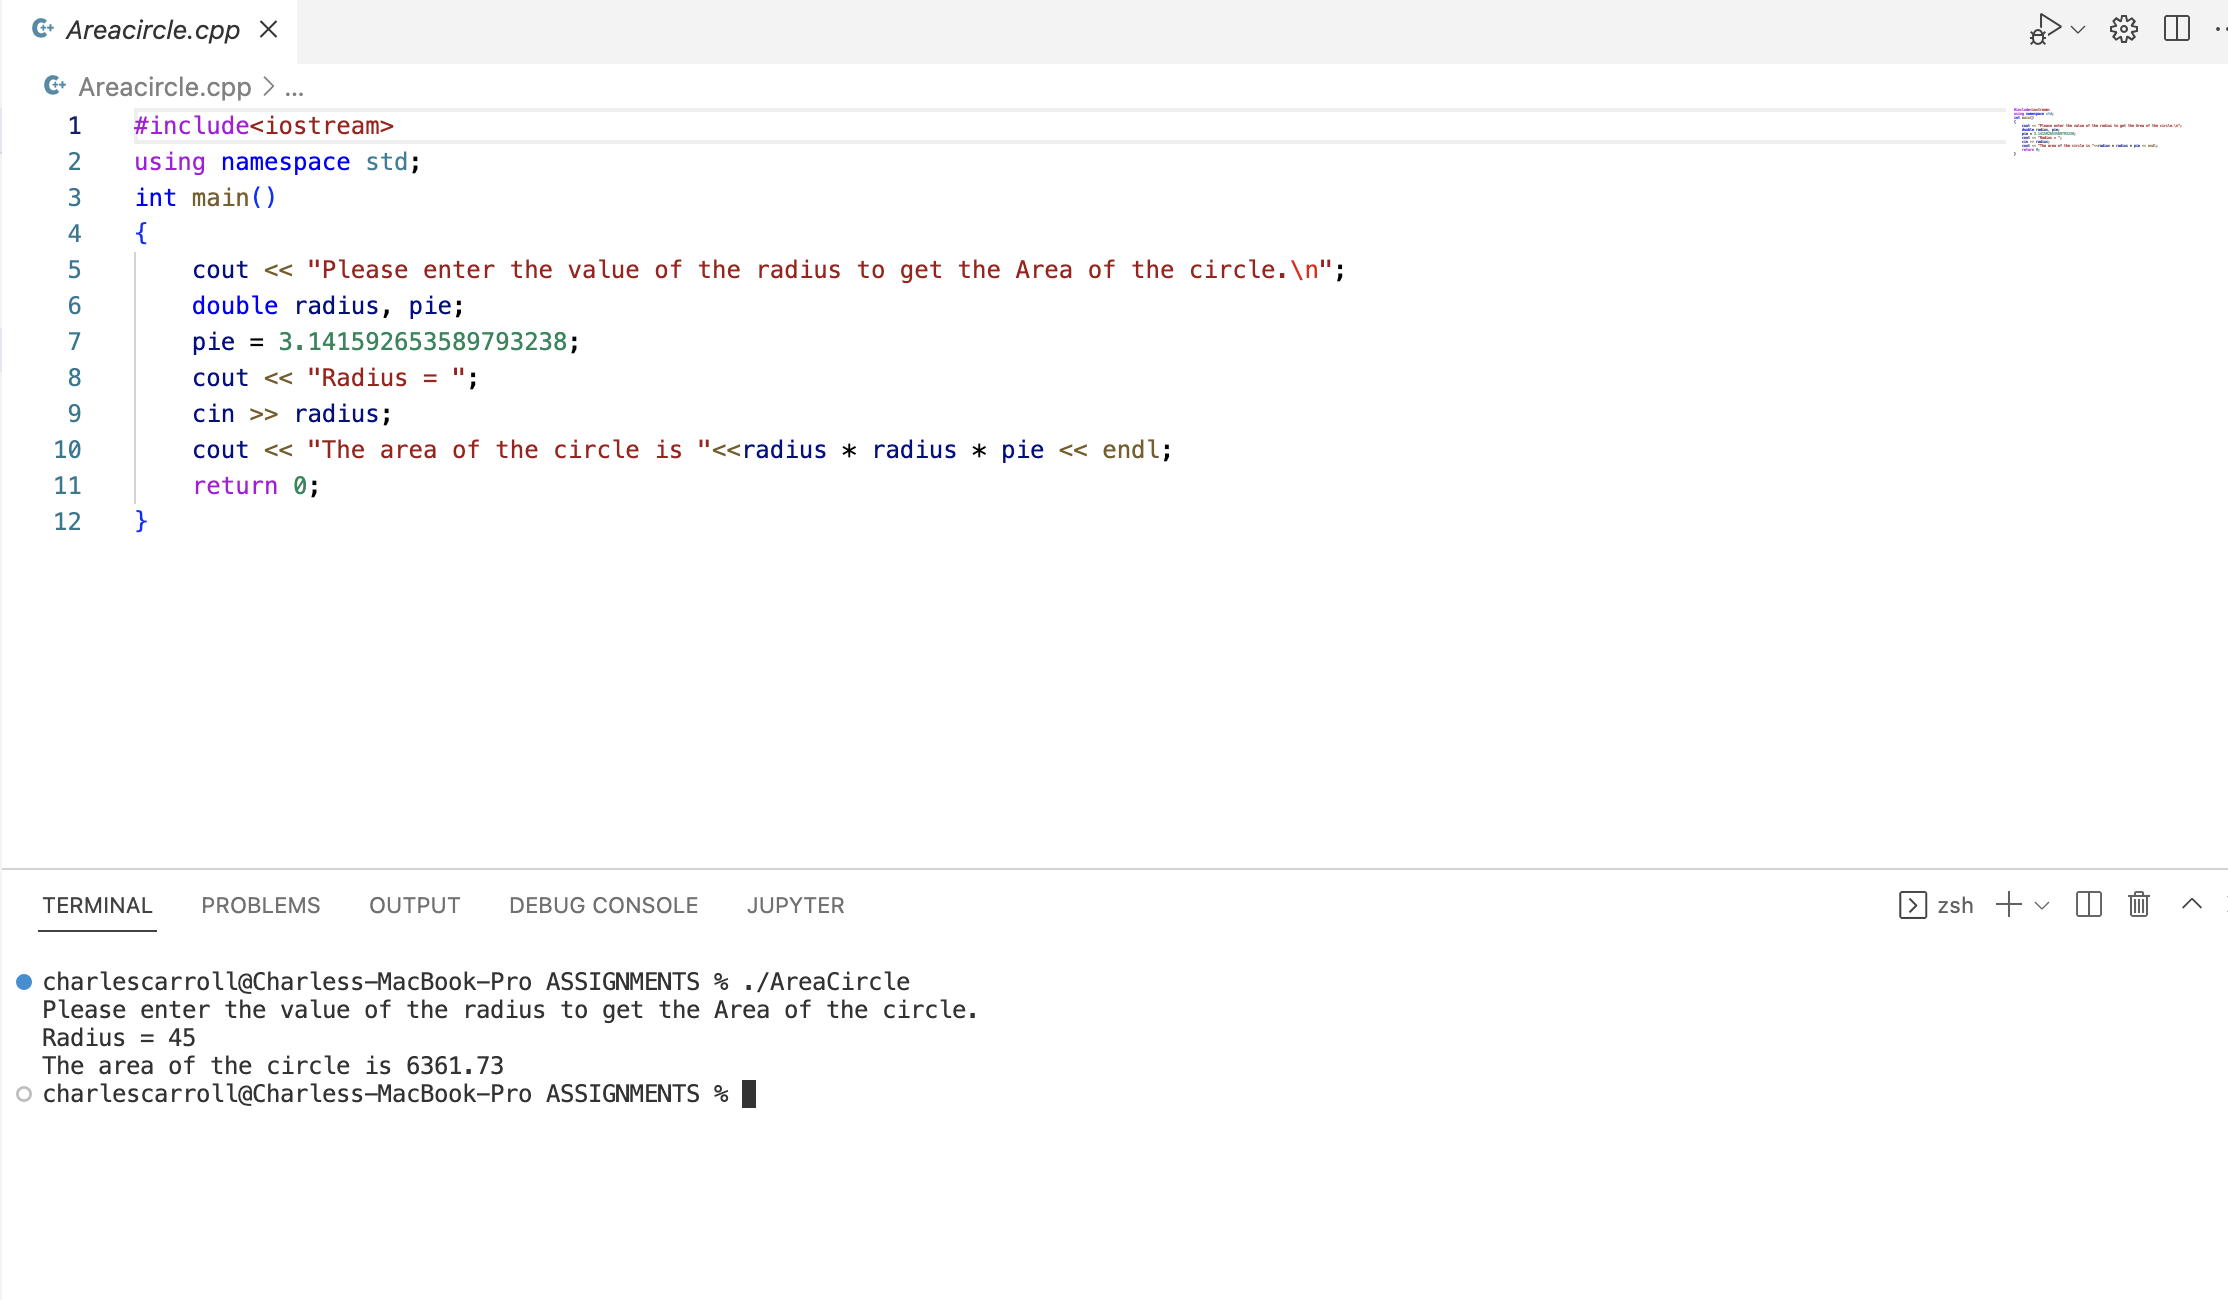 Areacircle.cpp
Areacircle.cpp > ...
1 #include<iostream>
2 using namespace std;
3 int main()
4 {
5     cout << "Please enter the value of the radius to get the Area of the circle.\n";
6     double radius, pie;
7     pie = 3.141592653589793238;
8     cout << "Radius = ";
9     cin >> radius;
10     cout << "The area of the circle is "<<radius * radius * pie << endl;
11     return 0;
12 }
TERMINAL PROBLEMS OUTPUT DEBUG CONSOLE JUPYTER zsh
charlescarroll@Charless-MacBook-Pro ASSIGNMENTS % ./AreaCircle
Please enter the value of the radius to get the Area of the circle.
Radius = 45
The area of the circle is 6361.73
charlescarroll@Charless-MacBook-Pro ASSIGNMENTS %